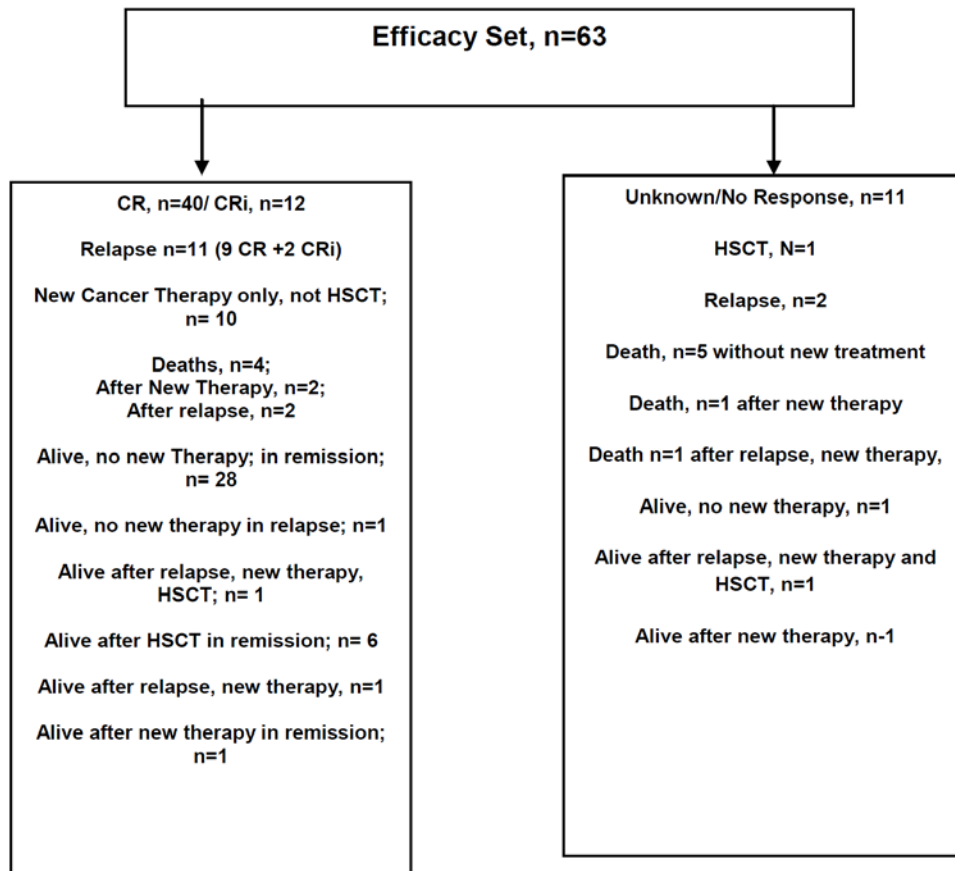 Efficacy Set, n=63
CR, n=40/ CRi, n=12
Relapse n=11 (9 CR +2 CRi)
New Cancer Therapy only, not HSCT;
n= 10
Deaths, n=4;
After New Therapy, n=2;
After relapse, n=2
Alive, no new Therapy; in remission;
n= 28
Alive, no new therapy in relapse; n=1
Alive after relapse, new therapy,
HSCT; n= 1
Alive after HSCT in remission; n= 6
Alive after relapse, new therapy, n=1
Alive after new therapy in remission;
n=1
Unknown/No Response, n=11
HSCT, N=1
Relapse, n=2
Death, n=5 without new treatment
Death, n=1 after new therapy
Death n=1 after relapse, new therapy,
Alive, no new therapy, n=1
Alive after relapse, new therapy and
HSCT, n=1
Alive after new therapy, n-1